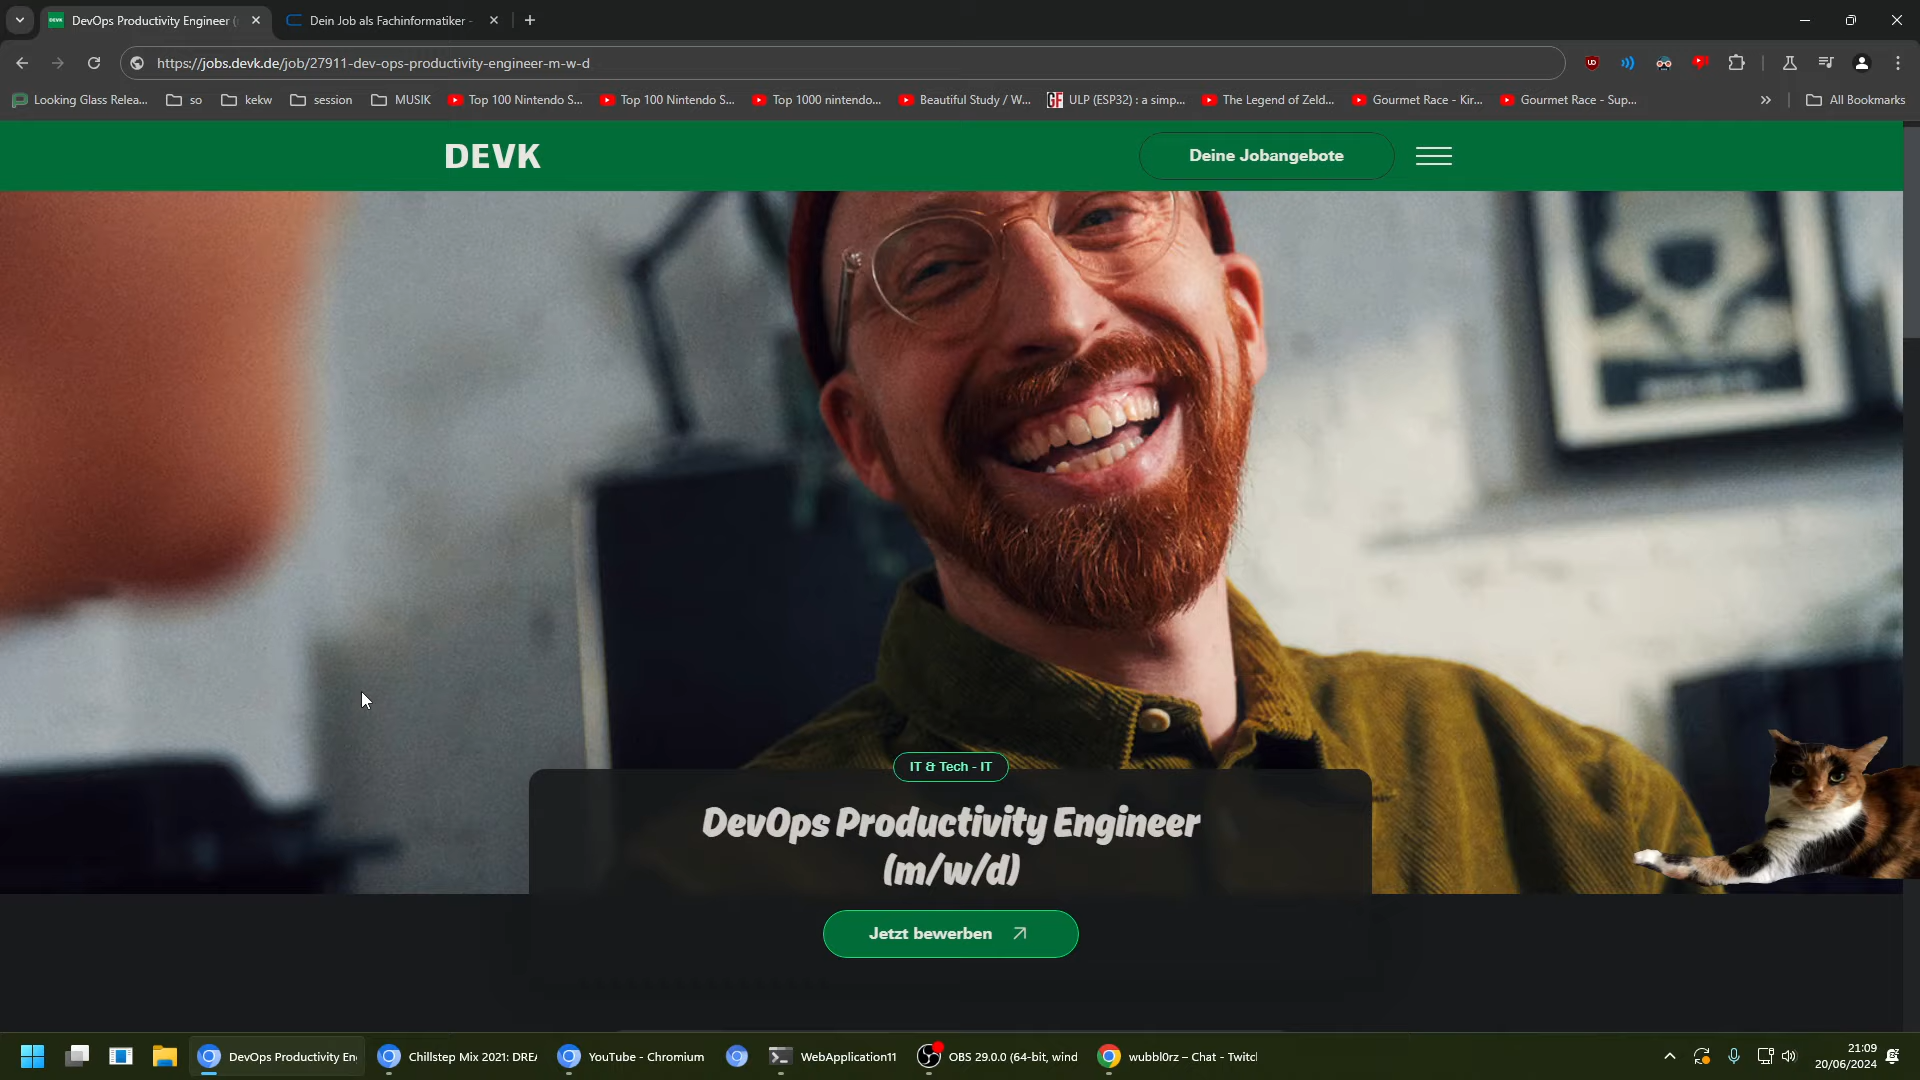 DevOps Productivity Engineer (
Dein Job als Fachinformatiker -
https://jobs.devk.de/job/27911-dev-ops-productivity-engineer-m-w-d
Looking Glass Relea...
so
kekw
session
MUSIK
Top 100 Nintendo S...
Top 100 Nintendo S...
Top 1000 nintendo...
Beautiful Study / W...
GF
ULP (ESP32) : a simp...
The Legend of Zeld...
Gourmet Race - Kir...
Gourmet Race - Sup...
All Bookmarks
DEVK
Deine Jobangebote
IT & Tech - IT
DevOps Productivity Engineer
(m/w/d)
Jetzt bewerben
DevOps Productivity En
Chillstep Mix 2021: DREA
YouTube - Chromium
WebApplication11
OBS 29.0.0 (64-bit, wind
wubbl0rz – Chat - Twitch
21:09
20/06/2024